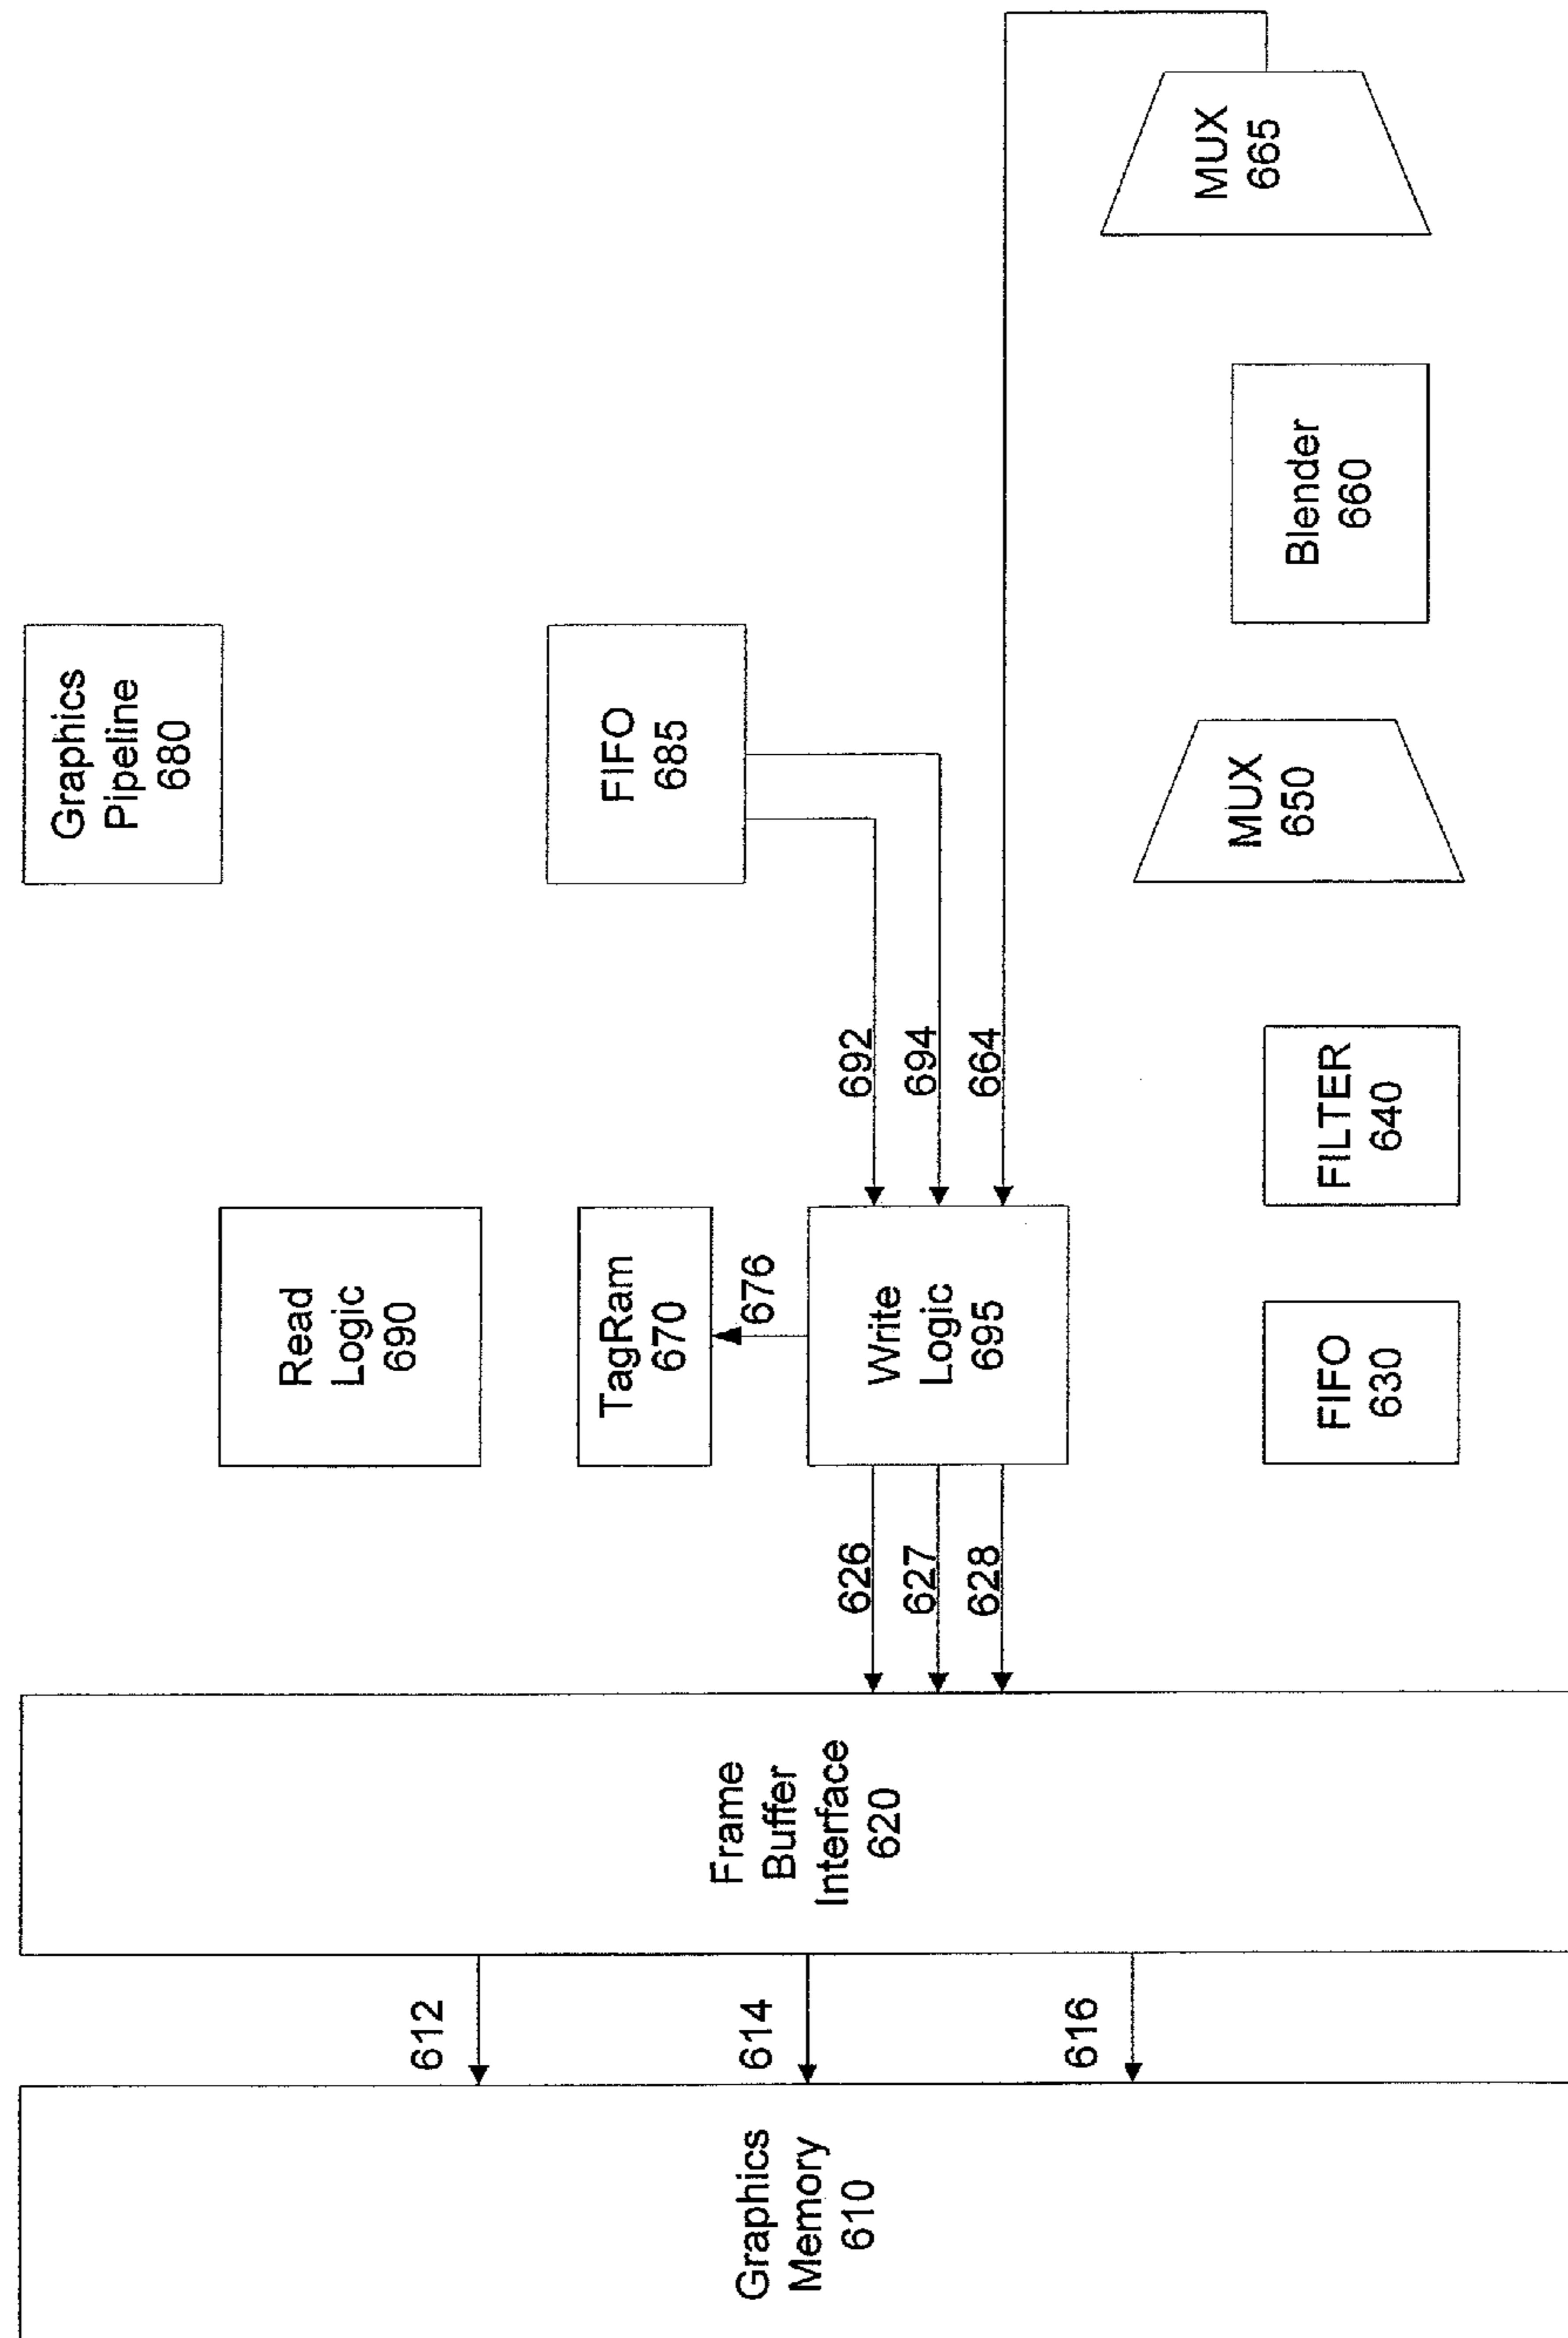 Graphics
Memory
610
612
614
616
Frame
Buffer
Interface
620
626
627
628
Read
Logic
690
TagRam
670
676
Write
Logic
695
FIFO
630
692
694
664
FILTER
640
Graphics
Pipeline
680
FIFO
685
MUX
650
Blender
660
MUX
665